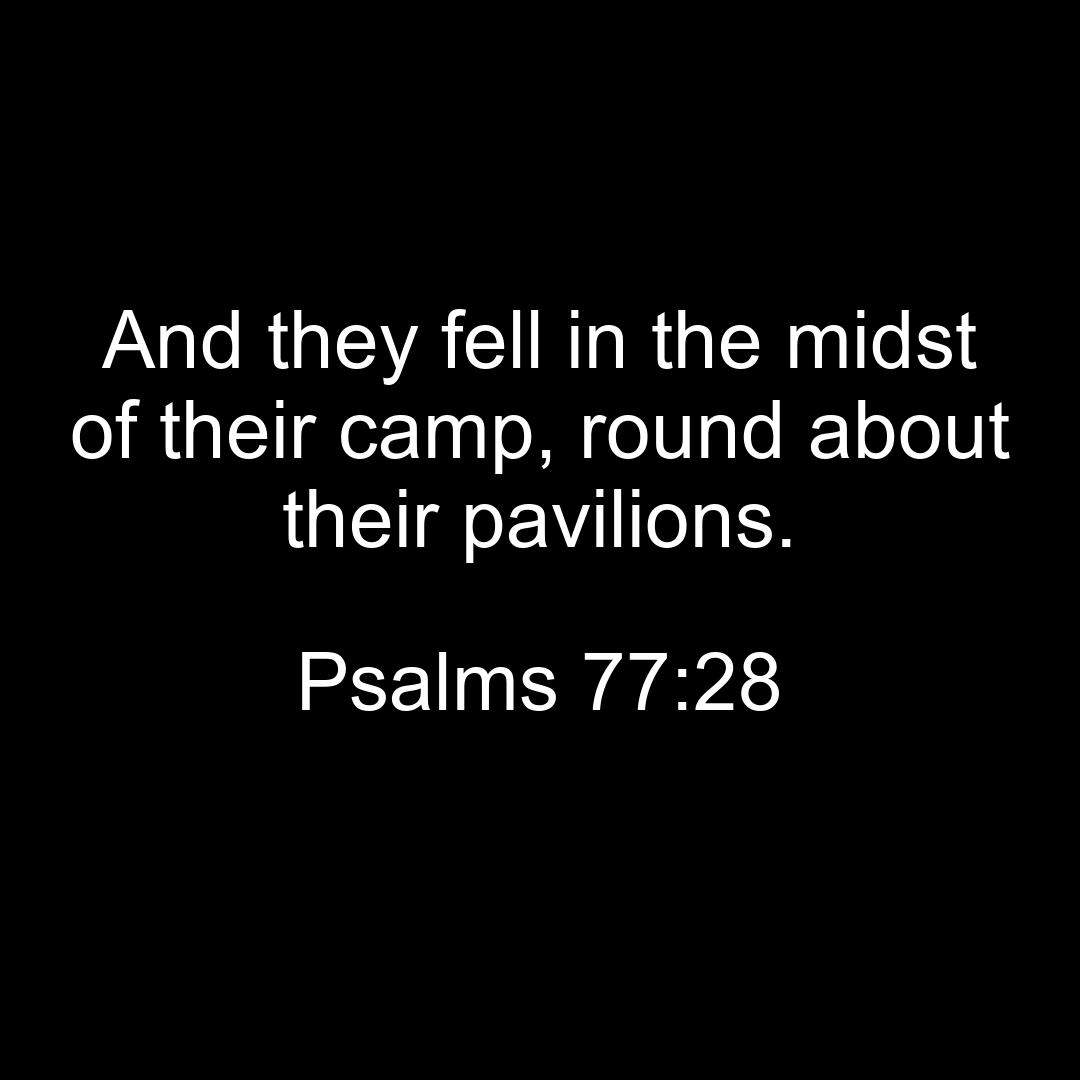 And they fell in the midst
of their camp, round about
their pavilions.
Psalms 77:28